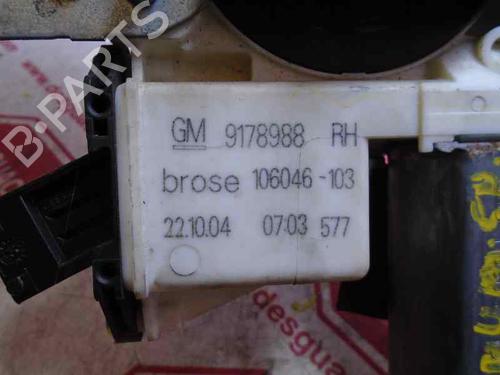 GM 9178988 RH
brose 106046-103
22.10.04 07:03 577
B-PARTS
desgua